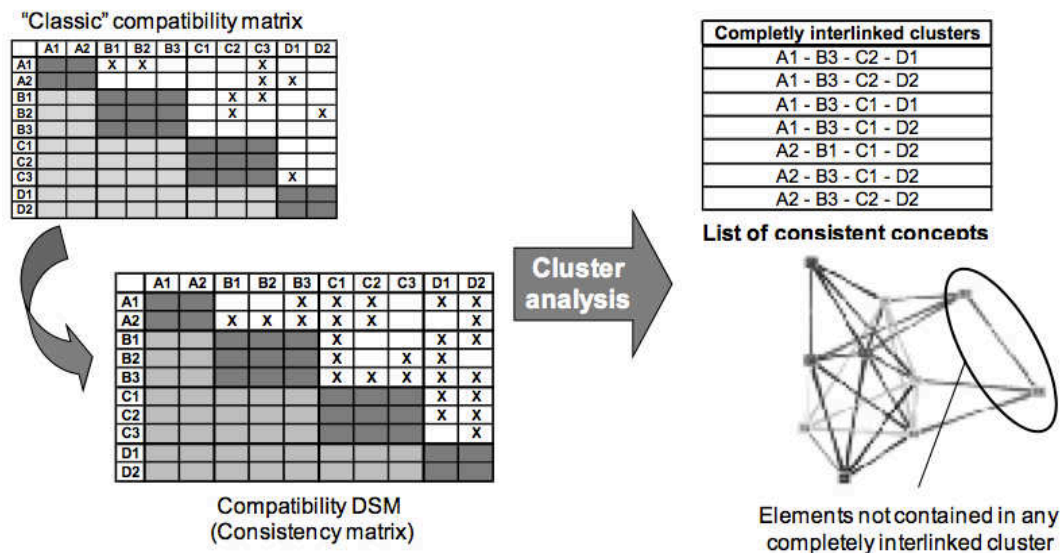 "Classic" compatibility matrix
A1 A2 B1 B2 B3 C1 C2 C3 D1 D2
A1 X X X
A2 X X
B1 X X
B2 X X
B3
C1
C2
C3 X
D1
D2
A1 A2 B1 B2 B3 C1 C2 C3 D1 D2
A1 X X X X X
A2 X X X X X X
B1 X X X
B2 X X X
B3 X X X X X
C1 X X
C2 X X
C3 X
D1
D2
Compatibility DSM
(Consistency matrix)
Cluster
analysis
Completly interlinked clusters
A1 - B3 - C2 - D1
A1 - B3 - C2 - D2
A1 - B3 - C1 - D1
A1 - B3 - C1 - D2
A2 - B1 - C1 - D2
A2 - B3 - C1 - D2
A2 - B3 - C2 - D2
List of consistent concepts
Elements not contained in any
completely interlinked cluster